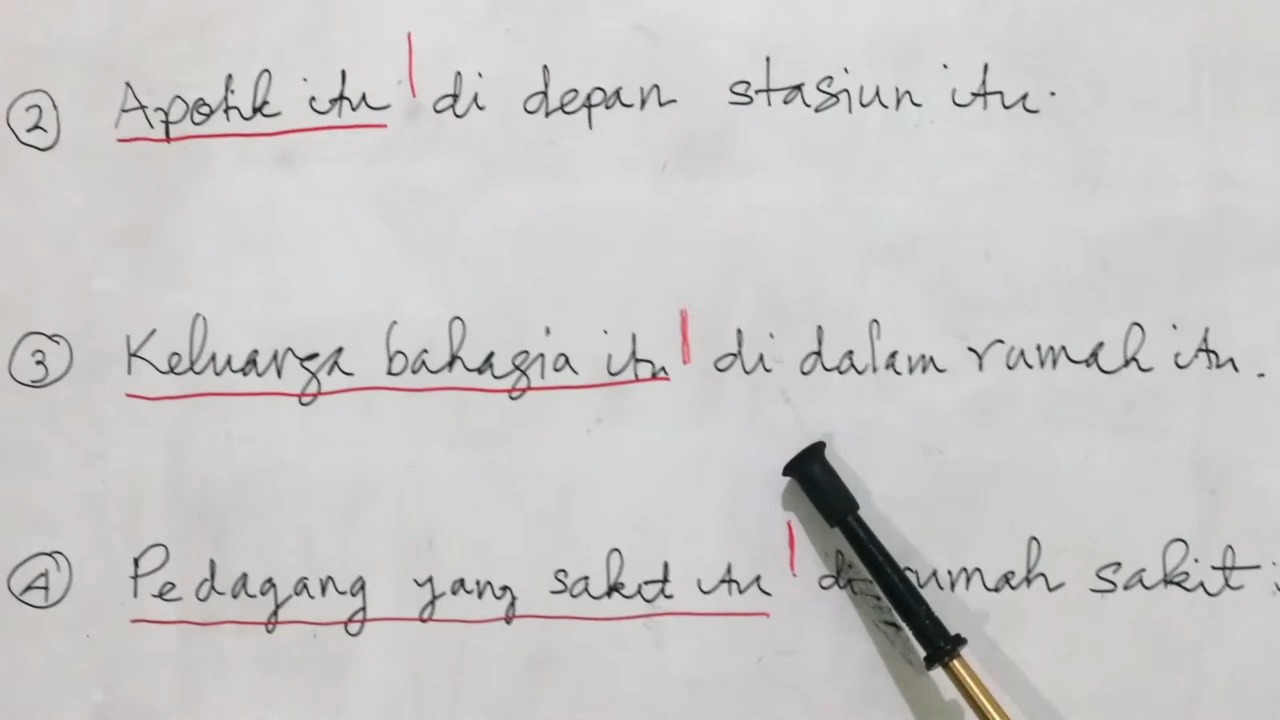 ② Apotik itu di depan stasiun itu.
③ Keluarga bahagia itu di dalam rumah itu.
④ Pedagang yang sakit itu di rumah sakit